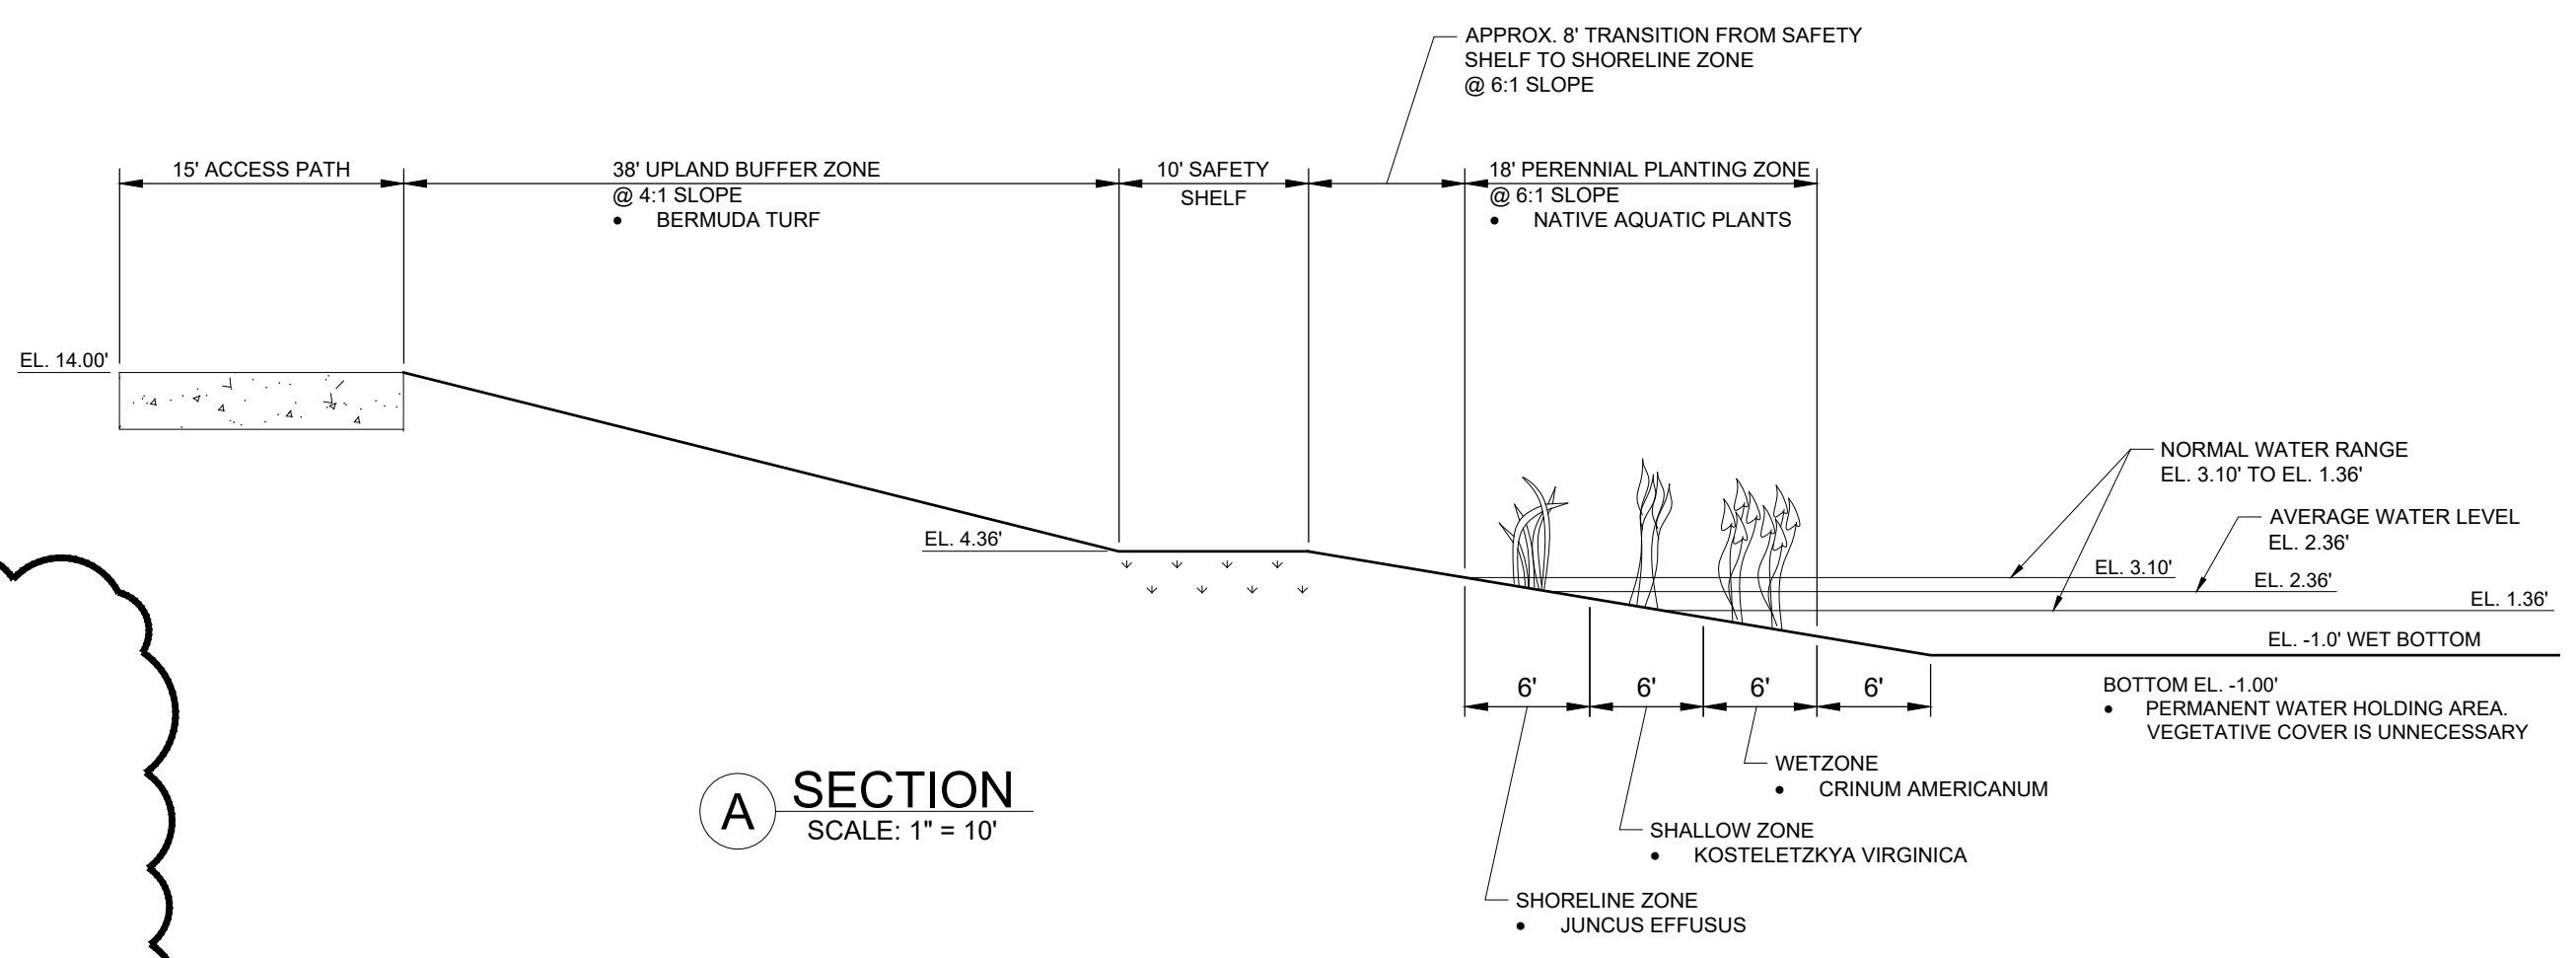 APPROX. 8' TRANSITION FROM SAFETY
SHELF TO SHORELINE ZONE
@ 6:1 SLOPE
15' ACCESS PATH
38' UPLAND BUFFER ZONE
@ 4:1 SLOPE
• BERMUDA TURF
10' SAFETY
SHELF
18' PERENNIAL PLANTING ZONE
@ 6:1 SLOPE
• NATIVE AQUATIC PLANTS
EL. 14.00'
EL. 4.36'
NORMAL WATER RANGE
EL. 3.10' TO EL. 1.36'
AVERAGE WATER LEVEL
EL. 2.36'
EL. 3.10'
EL. 2.36'
EL. 1.36'
EL. -1.0' WET BOTTOM
6'
6'
6'
6'
BOTTOM EL. -1.00'
• PERMANENT WATER HOLDING AREA.
VEGETATIVE COVER IS UNNECESSARY
WETZONE
• CRINUM AMERICANUM
SHALLOW ZONE
• KOSTELETZKYA VIRGINICA
SHORELINE ZONE
• JUNCUS EFFUSUS
A
SECTION
SCALE: 1" = 10'